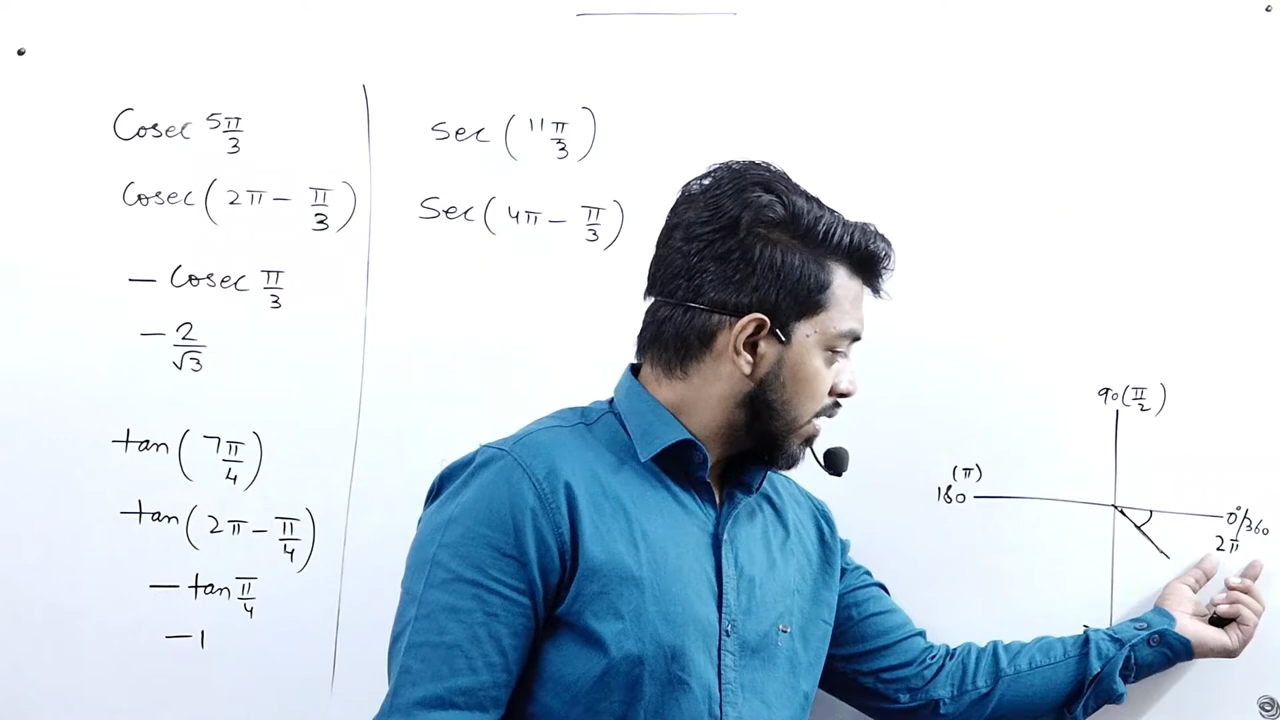 Cosec 5π/3
Cosec (2π − π/3)
− Cosec π/3
− 2/√3
tan (7π/4)
tan (2π − π/4)
− tan π/4
− 1
Sec (11π/3)
Sec (4π − π/3)
90 (π/2)
(π)
180
0°/360
2π